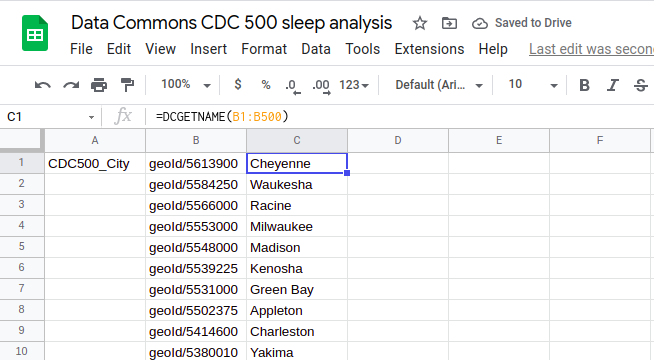 Data Commons CDC 500 sleep analysis Saved to Drive
File Edit View Insert Format Data Tools Extensions Help Last edit was secon
100% $ % .0 .00 123 Default (Ari... 10 B I S
C1 fx =DCGETNAME(B1:B500)
A B C D E F
1 CDC500_City geoId/5613900 Cheyenne
2 geoId/5584250 Waukesha
3 geoId/5566000 Racine
4 geoId/5553000 Milwaukee
5 geoId/5548000 Madison
6 geoId/5539225 Kenosha
7 geoId/5531000 Green Bay
8 geoId/5502375 Appleton
9 geoId/5414600 Charleston
10 geoId/5380010 Yakima